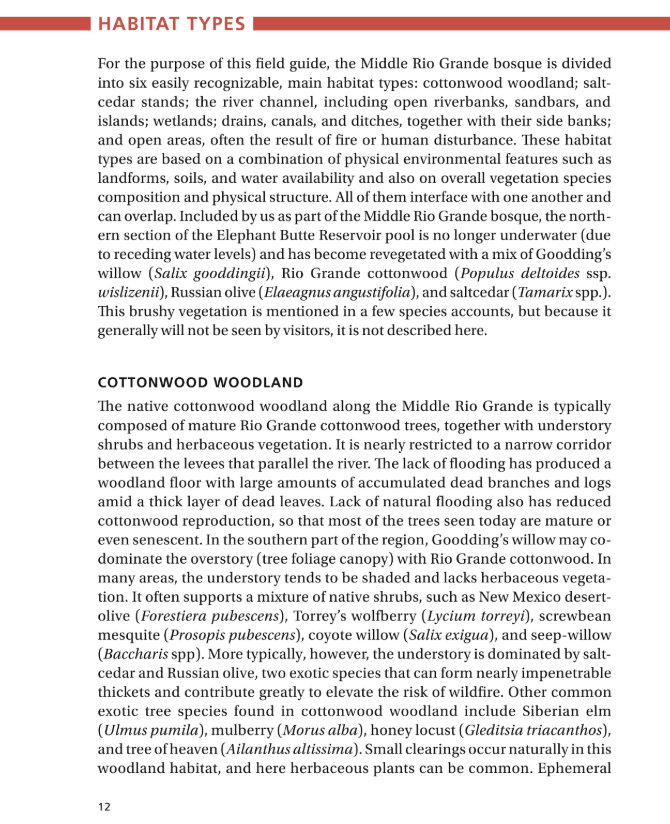 HABITAT TYPES
For the purpose of this field guide, the Middle Rio Grande bosque is divided
into six easily recognizable, main habitat types: cottonwood woodland; salt-
cedar stands; the river channel, including open riverbanks, sandbars, and
islands; wetlands; drains, canals, and ditches, together with their side banks;
and open areas, often the result of fire or human disturbance. These habitat
types are based on a combination of physical environmental features such as
landforms, soils, and water availability and also on overall vegetation species
composition and physical structure. All of them interface with one another and
can overlap. Included by us as part of the Middle Rio Grande bosque, the north-
ern section of the Elephant Butte Reservoir pool is no longer underwater (due
to receding water levels) and has become revegetated with a mix of Goodding's
willow (Salix gooddingii), Rio Grande cottonwood (Populus deltoides ssp.
wislizenii), Russian olive (Elaeagnus angustifolia), and saltcedar (Tamarix spp.).
This brushy vegetation is mentioned in a few species accounts, but because it
generally will not be seen by visitors, it is not described here.
COTTONWOOD WOODLAND
The native cottonwood woodland along the Middle Rio Grande is typically
composed of mature Rio Grande cottonwood trees, together with understory
shrubs and herbaceous vegetation. It is nearly restricted to a narrow corridor
between the levees that parallel the river. The lack of flooding has produced a
woodland floor with large amounts of accumulated dead branches and logs
amid a thick layer of dead leaves. Lack of natural flooding also has reduced
cottonwood reproduction, so that most of the trees seen today are mature or
even senescent. In the southern part of the region, Goodding's willow may co-
dominate the overstory (tree foliage canopy) with Rio Grande cottonwood. In
many areas, the understory tends to be shaded and lacks herbaceous vegeta-
tion. It often supports a mixture of native shrubs, such as New Mexico desert-
olive (Forestiera pubescens), Torrey's wolfberry (Lycium torreyi), screwbean
mesquite (Prosopis pubescens), coyote willow (Salix exigua), and seep-willow
(Baccharis spp). More typically, however, the understory is dominated by salt-
cedar and Russian olive, two exotic species that can form nearly impenetrable
thickets and contribute greatly to elevate the risk of wildfire. Other common
exotic tree species found in cottonwood woodland include Siberian elm
(Ulmus pumila), mulberry (Morus alba), honey locust (Gleditsia triacanthos),
and tree of heaven (Ailanthus altissima). Small clearings occur naturally in this
woodland habitat, and here herbaceous plants can be common. Ephemeral
12